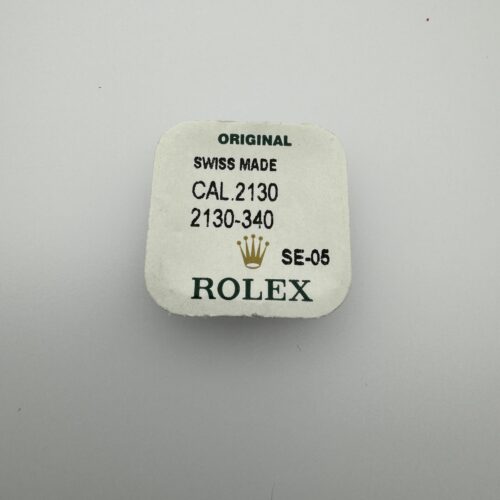 ORIGINAL
SWISS MADE
CAL.2130
2130-340
SE-05
ROLEX